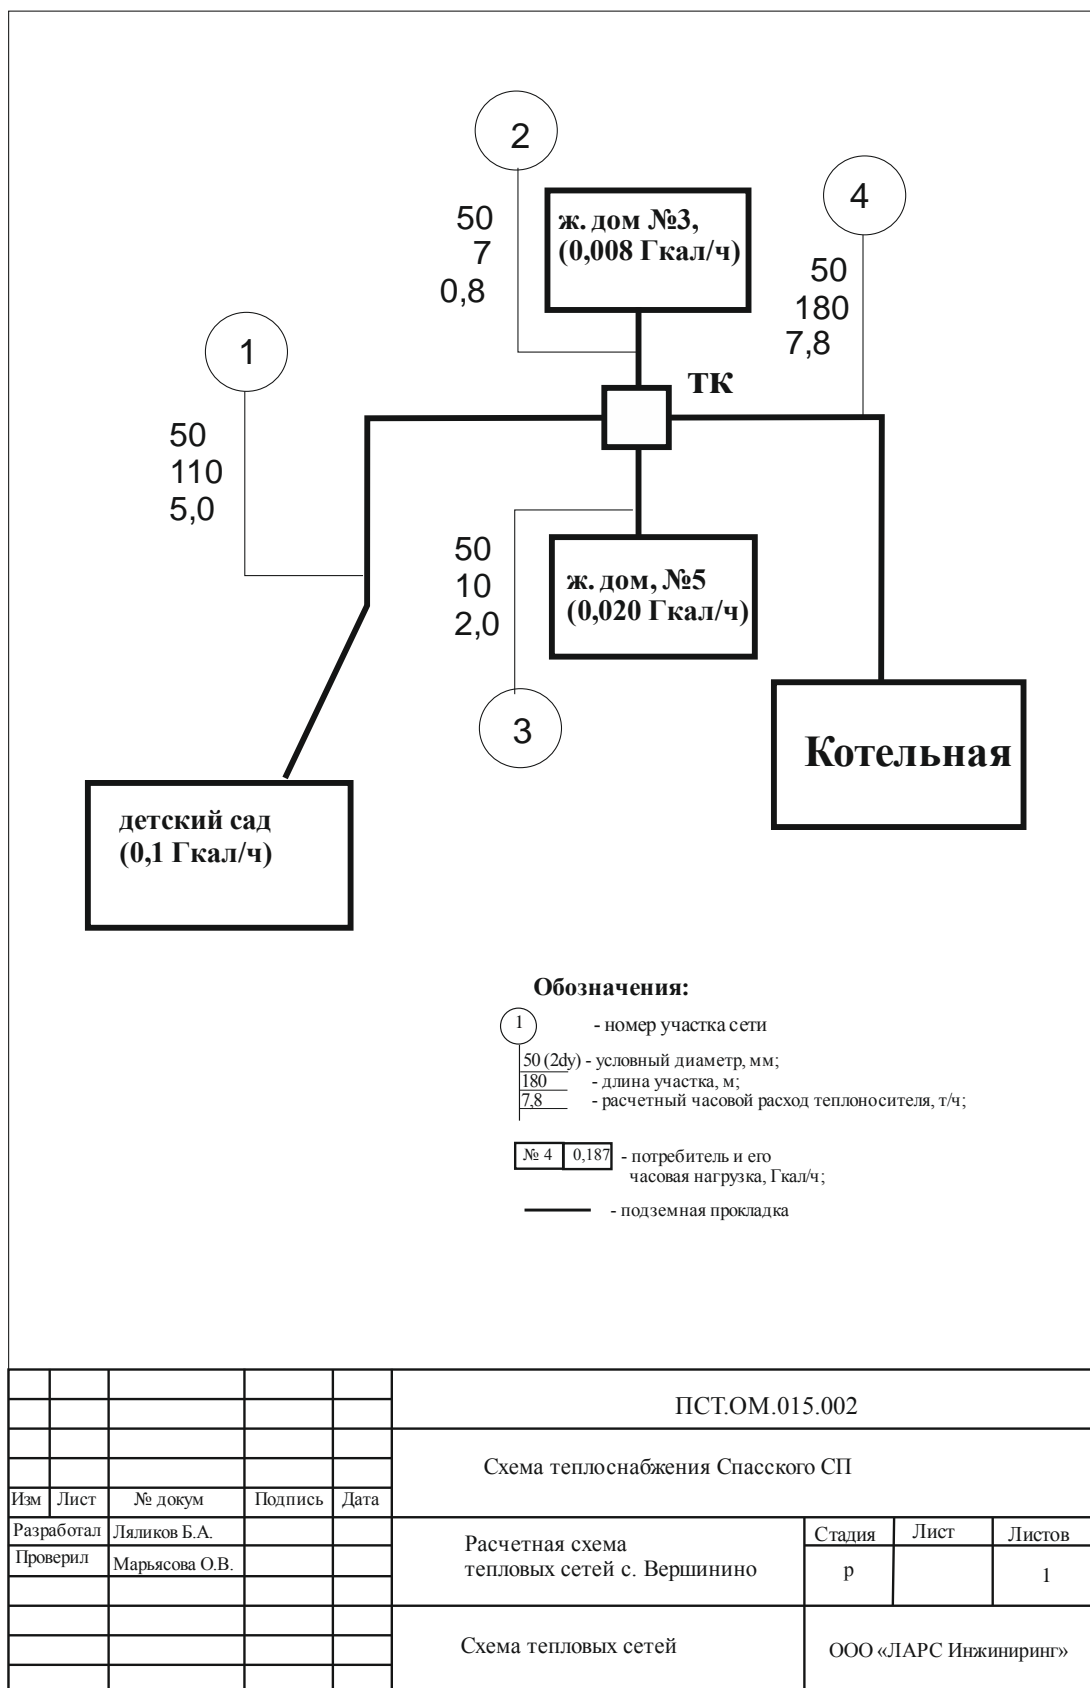 2
50
7
0,8
ж. дом №3,
(0,008 Гкал/ч)
4
50
180
7,8
1
50
110
5,0
ТК
50
10
2,0
ж. дом, №5
(0,020 Гкал/ч)
3
Котельная
детский сад
(0,1 Гкал/ч)
Обозначения:
1 - номер участка сети
50 (2dу) - условный диаметр, мм;
180 - длина участка, м;
7,8 - расчетный часовой расход теплоносителя, т/ч;
№ 4 0,187 - потребитель и его
часовая нагрузка, Гкал/ч;
- подземная прокладка
ПСТ.ОМ.015.002
Схема теплоснабжения Спасского СП
Изм Лист № докум Подпись Дата
Разработал Ляликов Б.А.
Проверил Марьясова О.В.
Расчетная схема
тепловых сетей с. Вершинино
Стадия Лист Листов
р 1
Схема тепловых сетей
ООО «ЛАРС Инжиниринг»